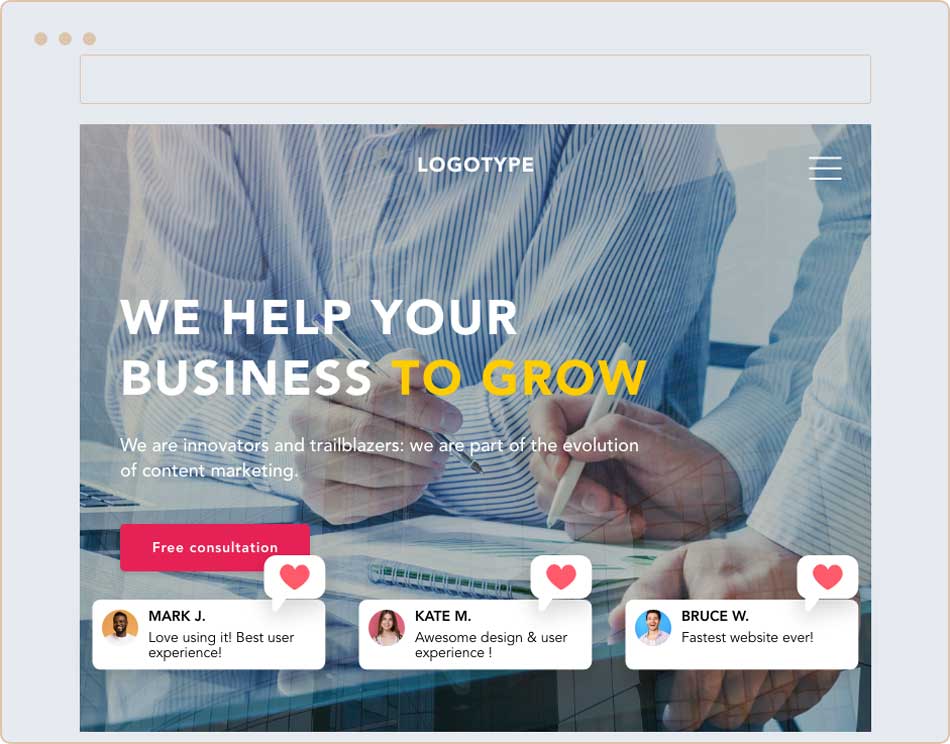 LOGOTYPE
WE HELP YOUR
BUSINESS TO GROW
We are innovators and trailblazers: we are part of the evolution
of content marketing.
Free consultation
MARK J.
Love using it! Best user
experience!
KATE M.
Awesome design & user
experience !
BRUCE W.
Fastest website ever!